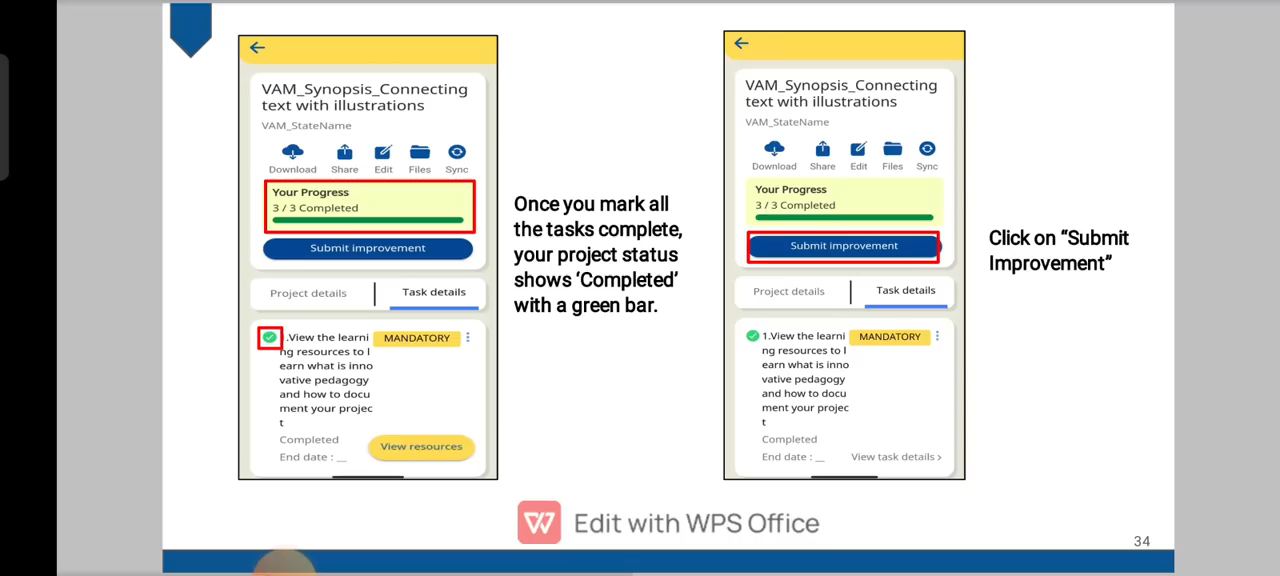 VAM_Synopsis_Connecting
text with illustrations
VAM_StateName
Download Share Edit Files Sync
Your Progress
3 / 3 Completed
Submit improvement
Project details Task details
.View the learni MANDATORY
ng resources to l
earn what is inno
vative pedagogy
and how to docu
ment your projec
t
Completed
View resources
End date : __
Once you mark all
the tasks complete,
your project status
shows ‘Completed’
with a green bar.
VAM_Synopsis_Connecting
text with illustrations
VAM_StateName
Download Share Edit Files Sync
Your Progress
3 / 3 Completed
Submit improvement
Project details Task details
1.View the learni MANDATORY
ng resources to l
earn what is inno
vative pedagogy
and how to docu
ment your projec
t
Completed
End date : __ View task details >
Click on “Submit
Improvement”
Edit with WPS Office
34